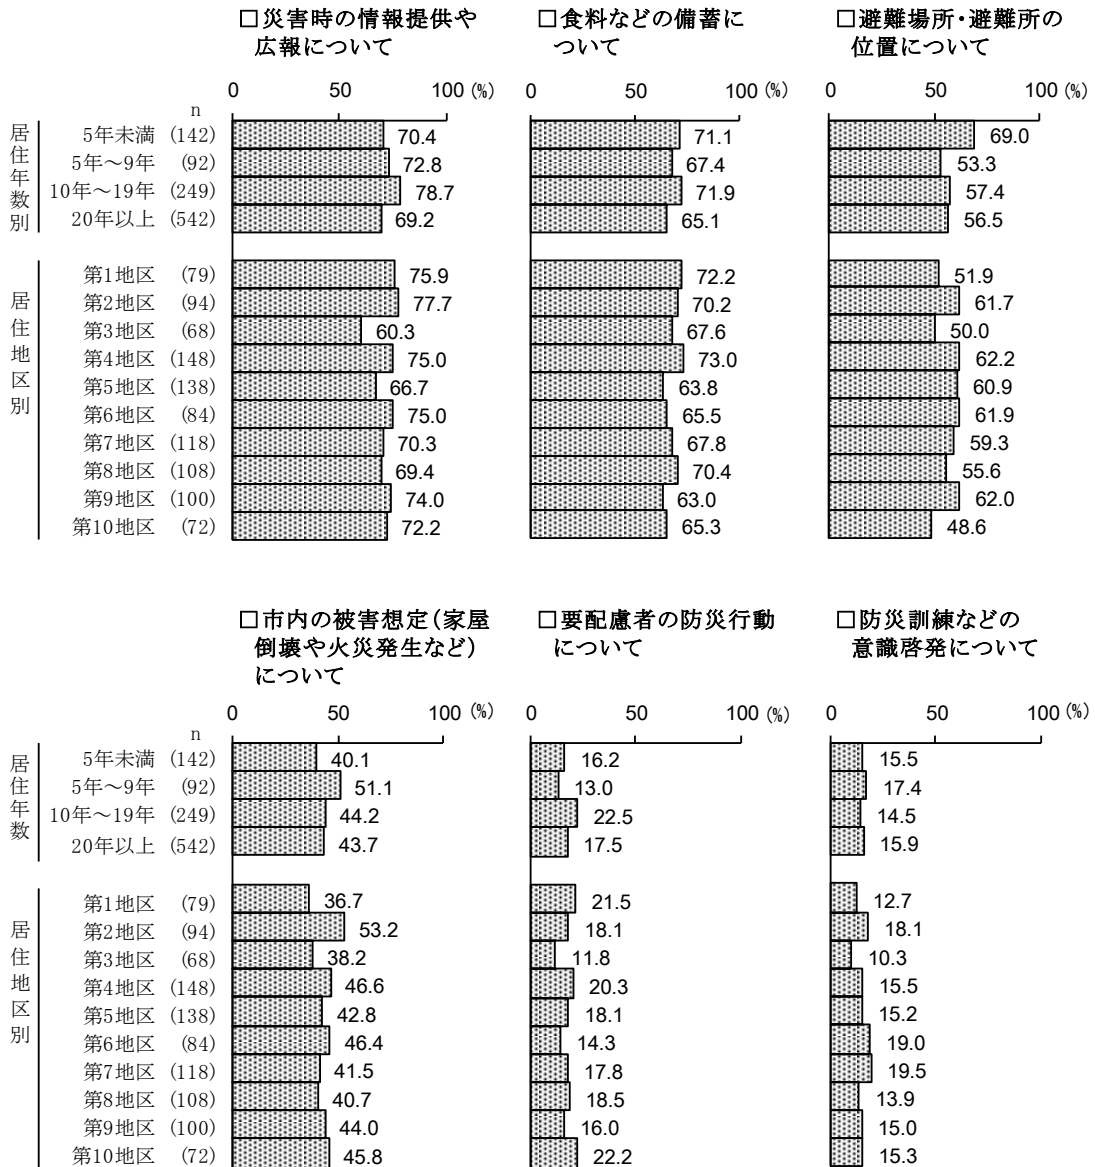 □災害時の情報提供や
広報について
□食料などの備蓄に
ついて
□避難場所・避難所の
位置について
0 50 100 (%) 0 50 100 (%) 0 50 100 (%)
n
居住年数別
5年未満 (142) 70.4 71.1 69.0
5年～9年 (92) 72.8 67.4 53.3
10年～19年 (249) 78.7 71.9 57.4
20年以上 (542) 69.2 65.1 56.5
居住地区別
第1地区 (79) 75.9 72.2 51.9
第2地区 (94) 77.7 70.2 61.7
第3地区 (68) 60.3 67.6 50.0
第4地区 (148) 75.0 73.0 62.2
第5地区 (138) 66.7 63.8 60.9
第6地区 (84) 75.0 65.5 61.9
第7地区 (118) 70.3 67.8 59.3
第8地区 (108) 69.4 70.4 55.6
第9地区 (100) 74.0 63.0 62.0
第10地区 (72) 72.2 65.3 48.6
□市内の被害想定（家屋
倒壊や火災発生など）
について
□要配慮者の防災行動
について
□防災訓練などの
意識啓発について
0 50 100 (%) 0 50 100 (%) 0 50 100 (%)
n
居住年数
5年未満 (142) 40.1 16.2 15.5
5年～9年 (92) 51.1 13.0 17.4
10年～19年 (249) 44.2 22.5 14.5
20年以上 (542) 43.7 17.5 15.9
居住地区別
第1地区 (79) 36.7 21.5 12.7
第2地区 (94) 53.2 18.1 18.1
第3地区 (68) 38.2 11.8 10.3
第4地区 (148) 46.6 20.3 15.5
第5地区 (138) 42.8 18.1 15.2
第6地区 (84) 46.4 14.3 19.0
第7地区 (118) 41.5 17.8 19.5
第8地区 (108) 40.7 18.5 13.9
第9地区 (100) 44.0 16.0 15.0
第10地区 (72) 45.8 22.2 15.3